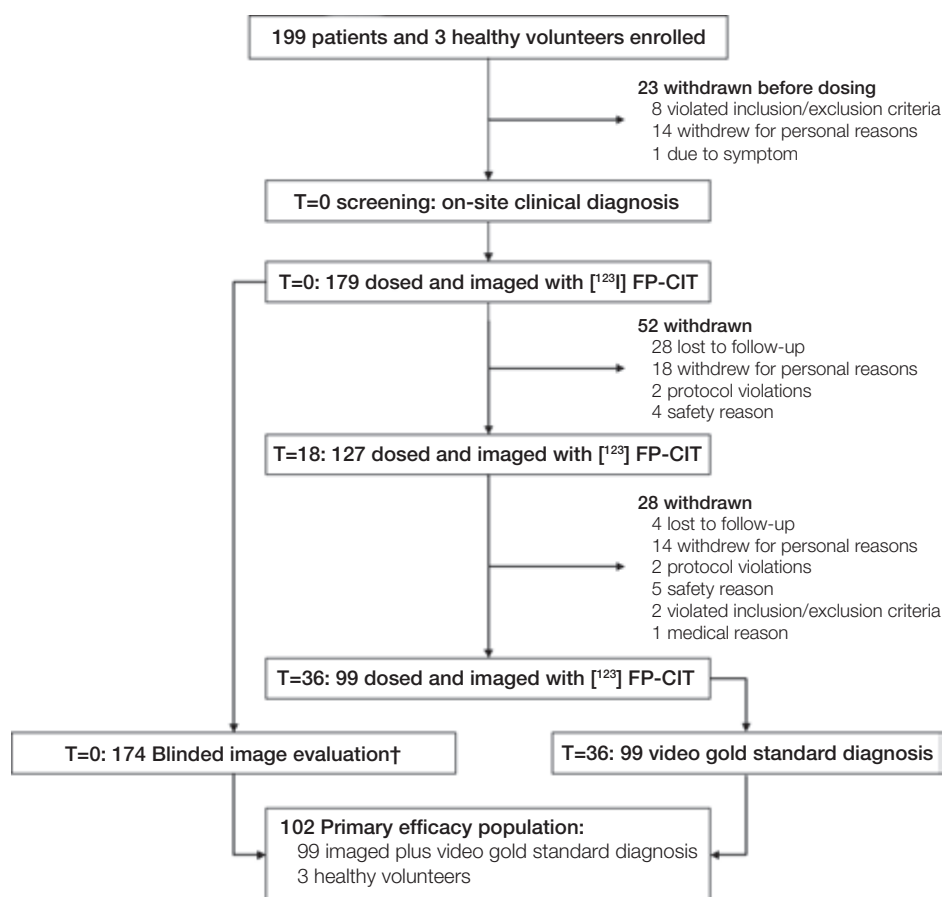 199 patients and 3 healthy volunteers enrolled
23 withdrawn before dosing
8 violated inclusion/exclusion criteria
14 withdrew for personal reasons
1 due to symptom
T=0 screening: on-site clinical diagnosis
T=0: 179 dosed and imaged with [¹²³I] FP-CIT
52 withdrawn
28 lost to follow-up
18 withdrew for personal reasons
2 protocol violations
4 safety reason
T=18: 127 dosed and imaged with [¹²³] FP-CIT
28 withdrawn
4 lost to follow-up
14 withdrew for personal reasons
2 protocol violations
5 safety reason
2 violated inclusion/exclusion criteria
1 medical reason
T=36: 99 dosed and imaged with [¹²³] FP-CIT
T=0: 174 Blinded image evaluation†
T=36: 99 video gold standard diagnosis
102 Primary efficacy population:
99 imaged plus video gold standard diagnosis
3 healthy volunteers